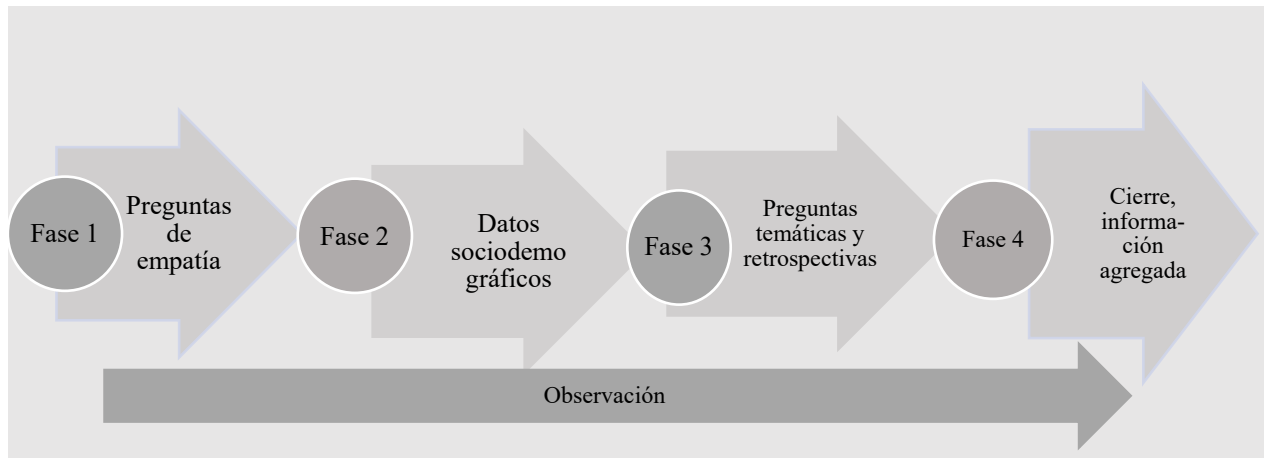 Fase 1
Preguntas
de
empatía
Fase 2
Datos
sociodemo
gráficos
Fase 3
Preguntas
temáticas y
retrospectivas
Fase 4
Cierre,
informa-
ción
agregada
Observación